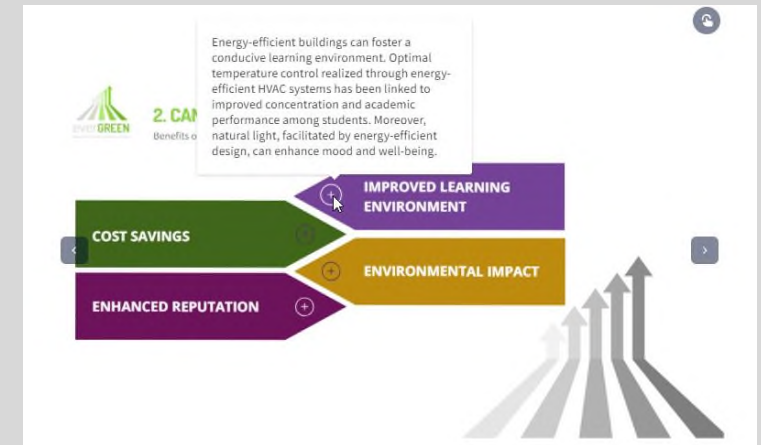 Energy-efficient buildings can foster a
conducive learning environment. Optimal
temperature control realized through energy-
efficient HVAC systems has been linked to
improved concentration and academic
performance among students. Moreover,
natural light, facilitated by energy-efficient
design, can enhance mood and well-being.
everGREEN
2. CAM
Benefits o
IMPROVED LEARNING
ENVIRONMENT
COST SAVINGS
ENVIRONMENTAL IMPACT
ENHANCED REPUTATION